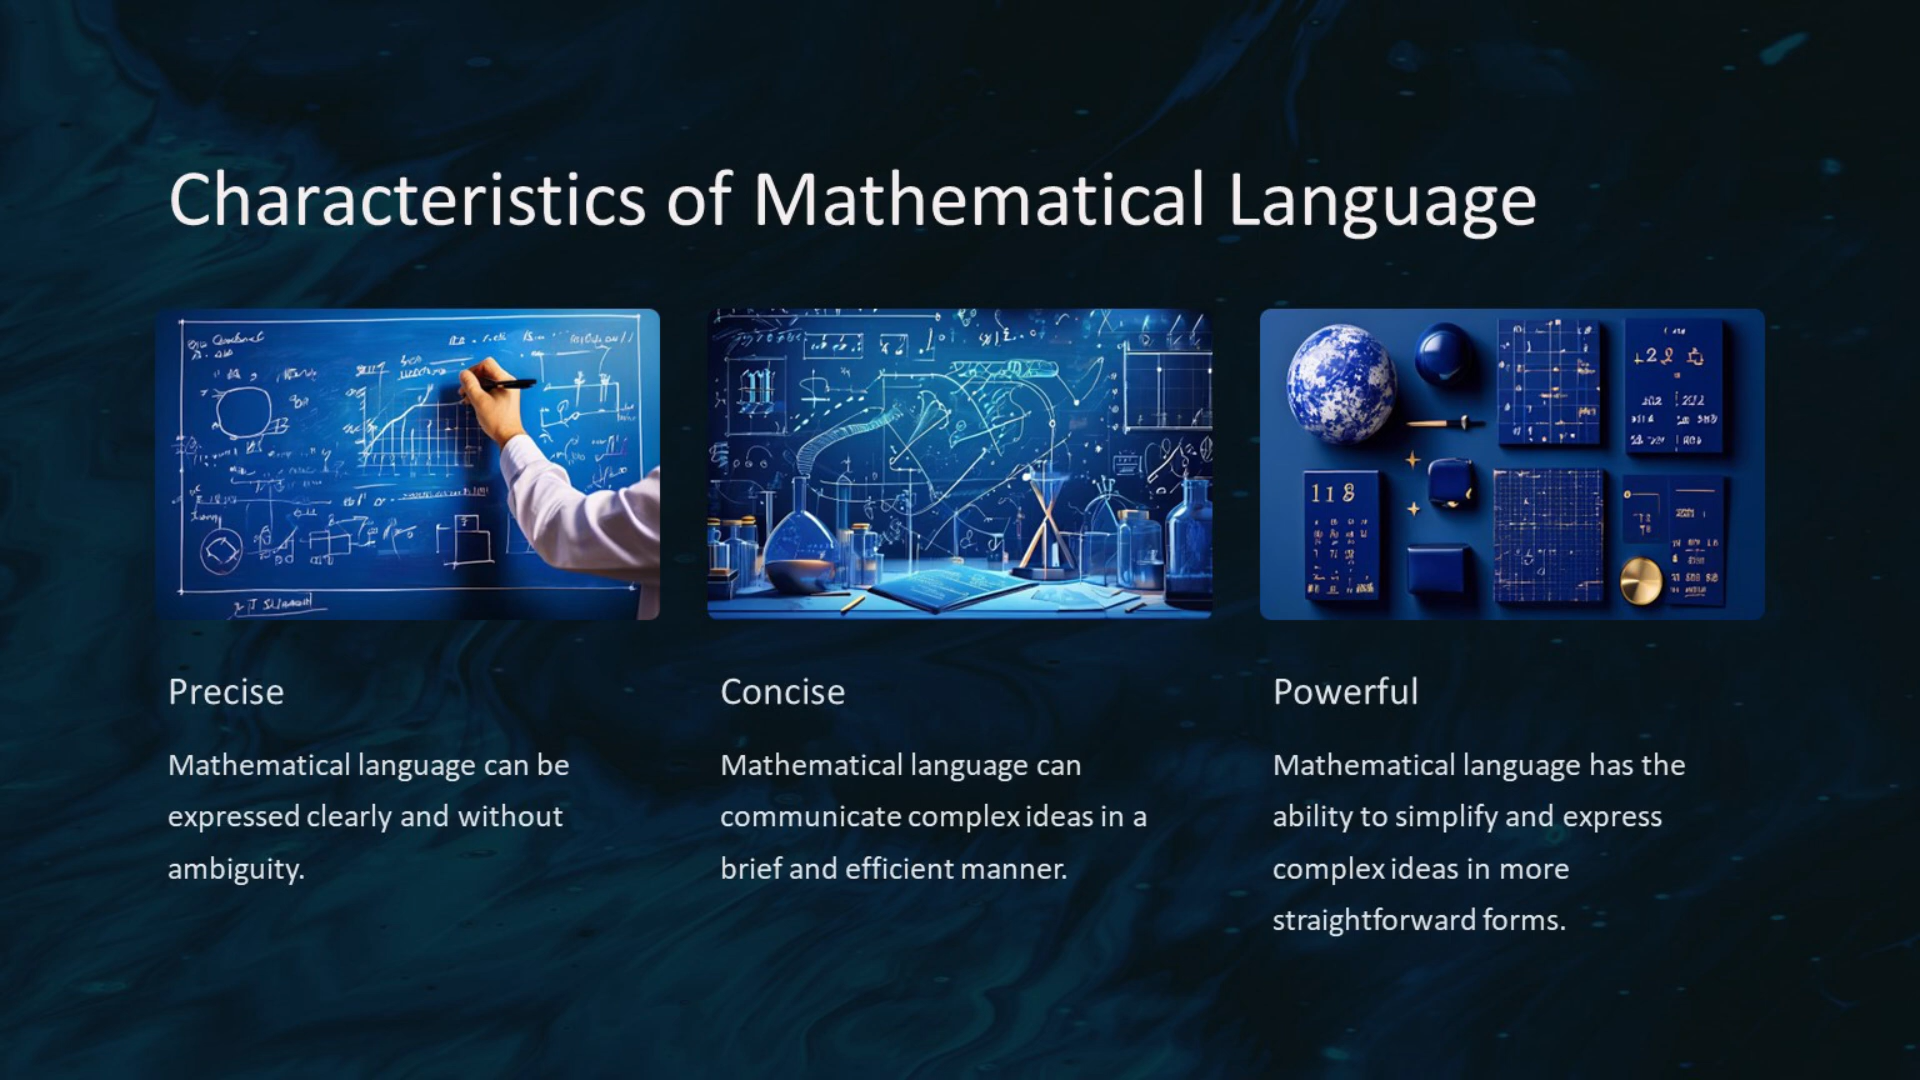 Characteristics of Mathematical Language
118
Precise
Mathematical language can be
expressed clearly and without
ambiguity.
Concise
Mathematical language can
communicate complex ideas in a
brief and efficient manner.
Powerful
Mathematical language has the
ability to simplify and express
complex ideas in more
straightforward forms.